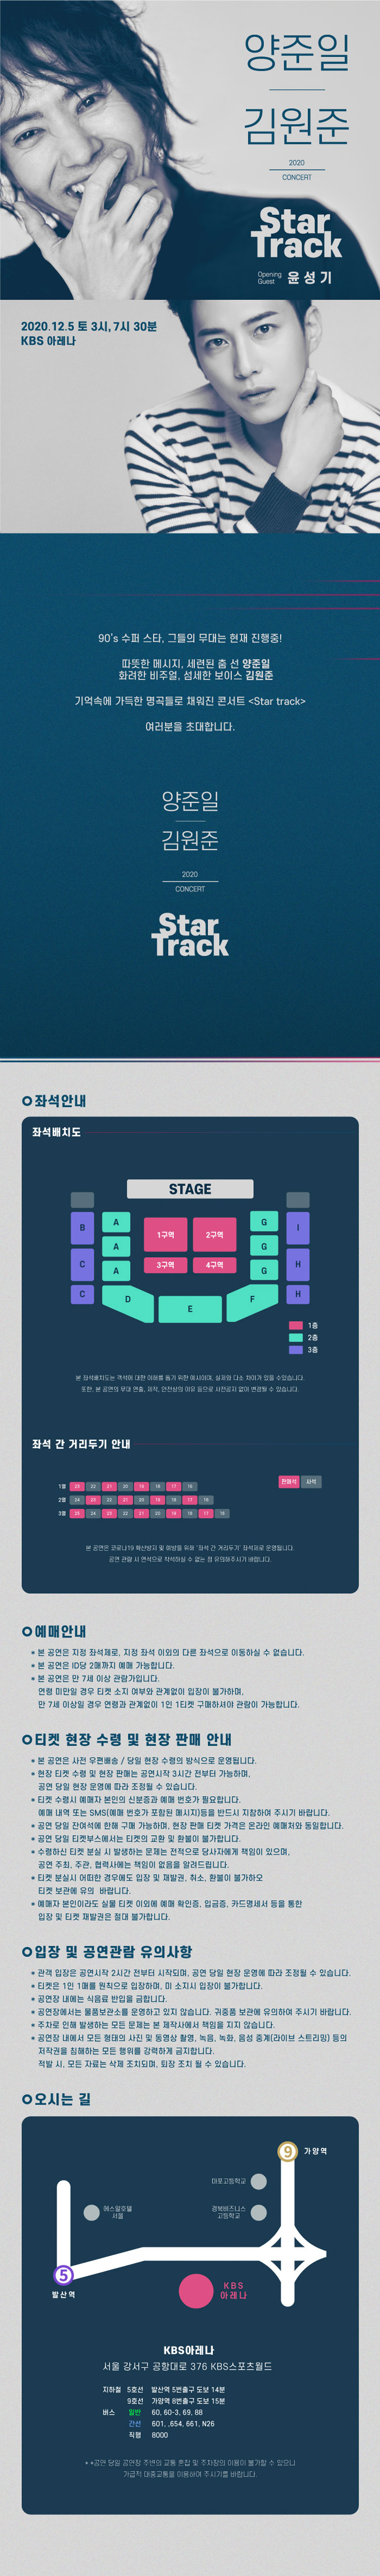 양준일
김원준
2020
CONCERT
Star
Track
Opening
Guest
윤성기
2020.12.5 토 3시, 7시 30분
KBS 아레나
90's 수퍼 스타, 그들의 무대는 현재 진행중!
따뜻한 메시지, 세련된 춤 선 양준일
화려한 비주얼, 섬세한 보이스 김원준
기억속에 가득한 명곡들로 채워진 콘서트 <Star track>
여러분을 초대합니다.
양준일
김원준
2020
CONCERT
Star
Track
좌석안내
좌석배치도
STAGE
B A 1구역 2구역 G I
A G
C A 3구역 4구역 G H
C D E F H
1층
2층
3층
본 좌석배치도는 객석에 대한 이해를 돕기 위한 예시이며, 실제와 다소 차이가 있을 수있습니다.
또한, 본 공연의 무대 연출, 제작, 안전상의 이유 등으로 사전공지 없이 변경될 수 있습니다.
좌석 간 거리두기 안내
판매석 사석
1열 23 22 21 20 19 18 17 16
2열 24 23 22 21 20 19 18 17 16
3열 25 24 23 22 21 20 19 18 17 16
본 공연은 코로나19 확산방지 및 예방을 위해 '좌석 간 거리두기' 좌석제로 운영됩니다.
공연 관람 시 연석으로 착석하실 수 없는 점 유의해주시기 바랍니다.
예매안내
* 본 공연은 지정 좌석제로, 지정 좌석 이외의 다른 좌석으로 이동하실 수 없습니다.
* 본 공연은 ID당 2매까지 예매 가능합니다.
* 본 공연은 만 7세 이상 관람가입니다.
연령 미만일 경우 티켓 소지 여부와 관계없이 입장이 불가하며,
만 7세 이상일 경우 연령과 관계없이 1인 1티켓 구매하셔야 관람이 가능합니다.
티켓 현장 수령 및 현장 판매 안내
* 본 공연은 사전 우편배송 / 당일 현장 수령의 방식으로 운영됩니다.
* 현장 티켓 수령 및 현장 판매는 공연시작 3시간 전부터 가능하며,
공연 당일 현장 운영에 따라 조정될 수 있습니다.
* 티켓 수령시 예매자 본인의 신분증과 예매 번호가 필요합니다.
예매 내역 또는 SMS(예매 번호가 포함된 메시지)등을 반드시 지참하여 주시기 바랍니다.
* 공연 당일 잔여석에 한해 구매 가능하며, 현장 판매 티켓 가격은 온라인 예매처와 동일합니다.
* 공연 당일 티켓부스에서는 티켓의 교환 및 환불이 불가합니다.
* 수령하신 티켓 분실 시 발생하는 문제는 전적으로 당사자에게 책임이 있으며,
공연 주최, 주관, 협력사에는 책임이 없음을 알려드립니다.
* 티켓 분실시 어떠한 경우에도 입장 및 재발권, 취소, 환불이 불가하오
티켓 보관에 유의 바랍니다.
* 예매자 본인이라도 실물 티켓 이외에 예매 확인증, 입금증, 카드명세서 등을 통한
입장 및 티켓 재발권은 절대 불가합니다.
입장 및 공연관람 유의사항
* 관객 입장은 공연시작 2시간 전부터 시작되며, 공연 당일 현장 운영에 따라 조정될 수 있습니다.
* 티켓은 1인 1매를 원칙으로 입장하며, 미 소지시 입장이 불가합니다.
* 공연장 내에는 식음료 반입을 금합니다.
* 공연장에서는 물품보관소를 운영하고 있지 않습니다. 귀중품 보관에 유의하여 주시기 바랍니다.
* 주차로 인해 발생하는 모든 문제는 본 제작사에서 책임을 지지 않습니다.
* 공연장 내에서 모든 형태의 사진 및 동영상 촬영, 녹음, 녹화, 음성 중계(라이브 스트리밍) 등의
저작권을 침해하는 모든 행위를 강력하게 금지합니다.
적발 시, 모든 자료는 삭제 조치되며, 퇴장 조치 될 수 있습니다.
오시는 길
9 가양역
마포고등학교
에스팔호텔
서울
경복비즈니스
고등학교
5
발산역
KBS
아레나
KBS아레나
서울 강서구 공항대로 376 KBS스포츠월드
지하철 5호선 발산역 5번출구 도보 14분
9호선 가양역 8번출구 도보 15분
버스 일반 60, 60-3, 69, 88
간선 601, ,654, 661, N26
직행 8000
* *공연 당일 공연장 주변의 교통 혼잡 및 주차장의 이용이 불가할 수 있으니
가급적 대중교통을 이용하여 주시기를 바랍니다.